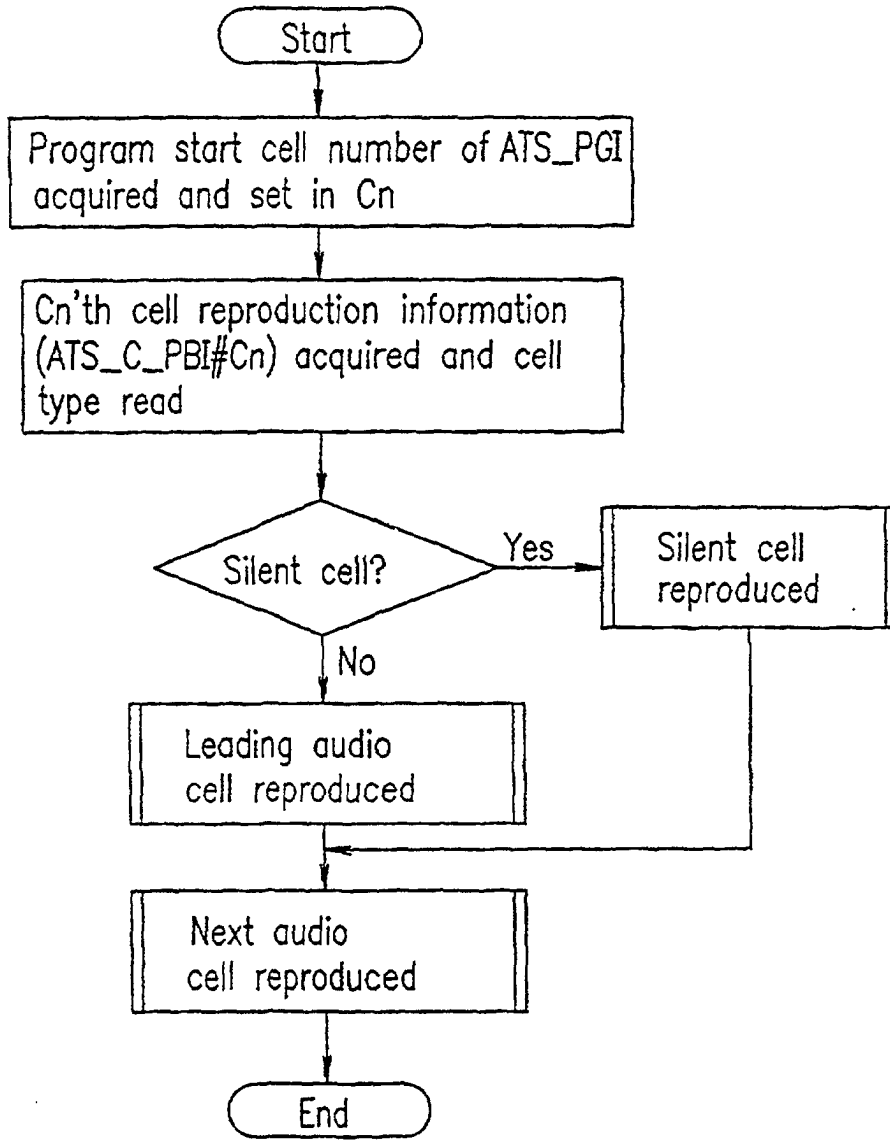 Start
Program start cell number of ATS_PGI
acquired and set in Cn
Cn'th cell reproduction information
(ATS_C_PBI#Cn) acquired and cell
type read
Silent cell?
Yes
Silent cell
reproduced
No
Leading audio
cell reproduced
Next audio
cell reproduced
End